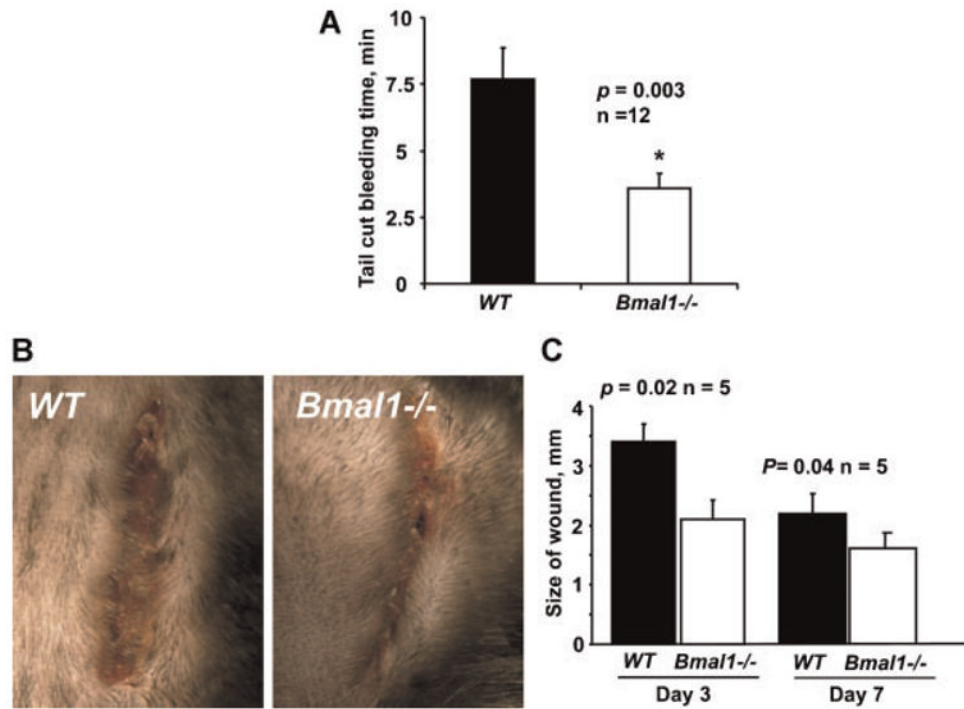 A
Tail cut bleeding time, min
10
7.5
5
2.5
0
p = 0.003
n =12
*
WT
Bmal1-/-
B
WT
Bmal1-/-
C
p = 0.02 n = 5
P= 0.04 n = 5
Size of wound, mm
4
3
2
1
0
WT Bmal1-/- WT Bmal1-/-
Day 3 Day 7